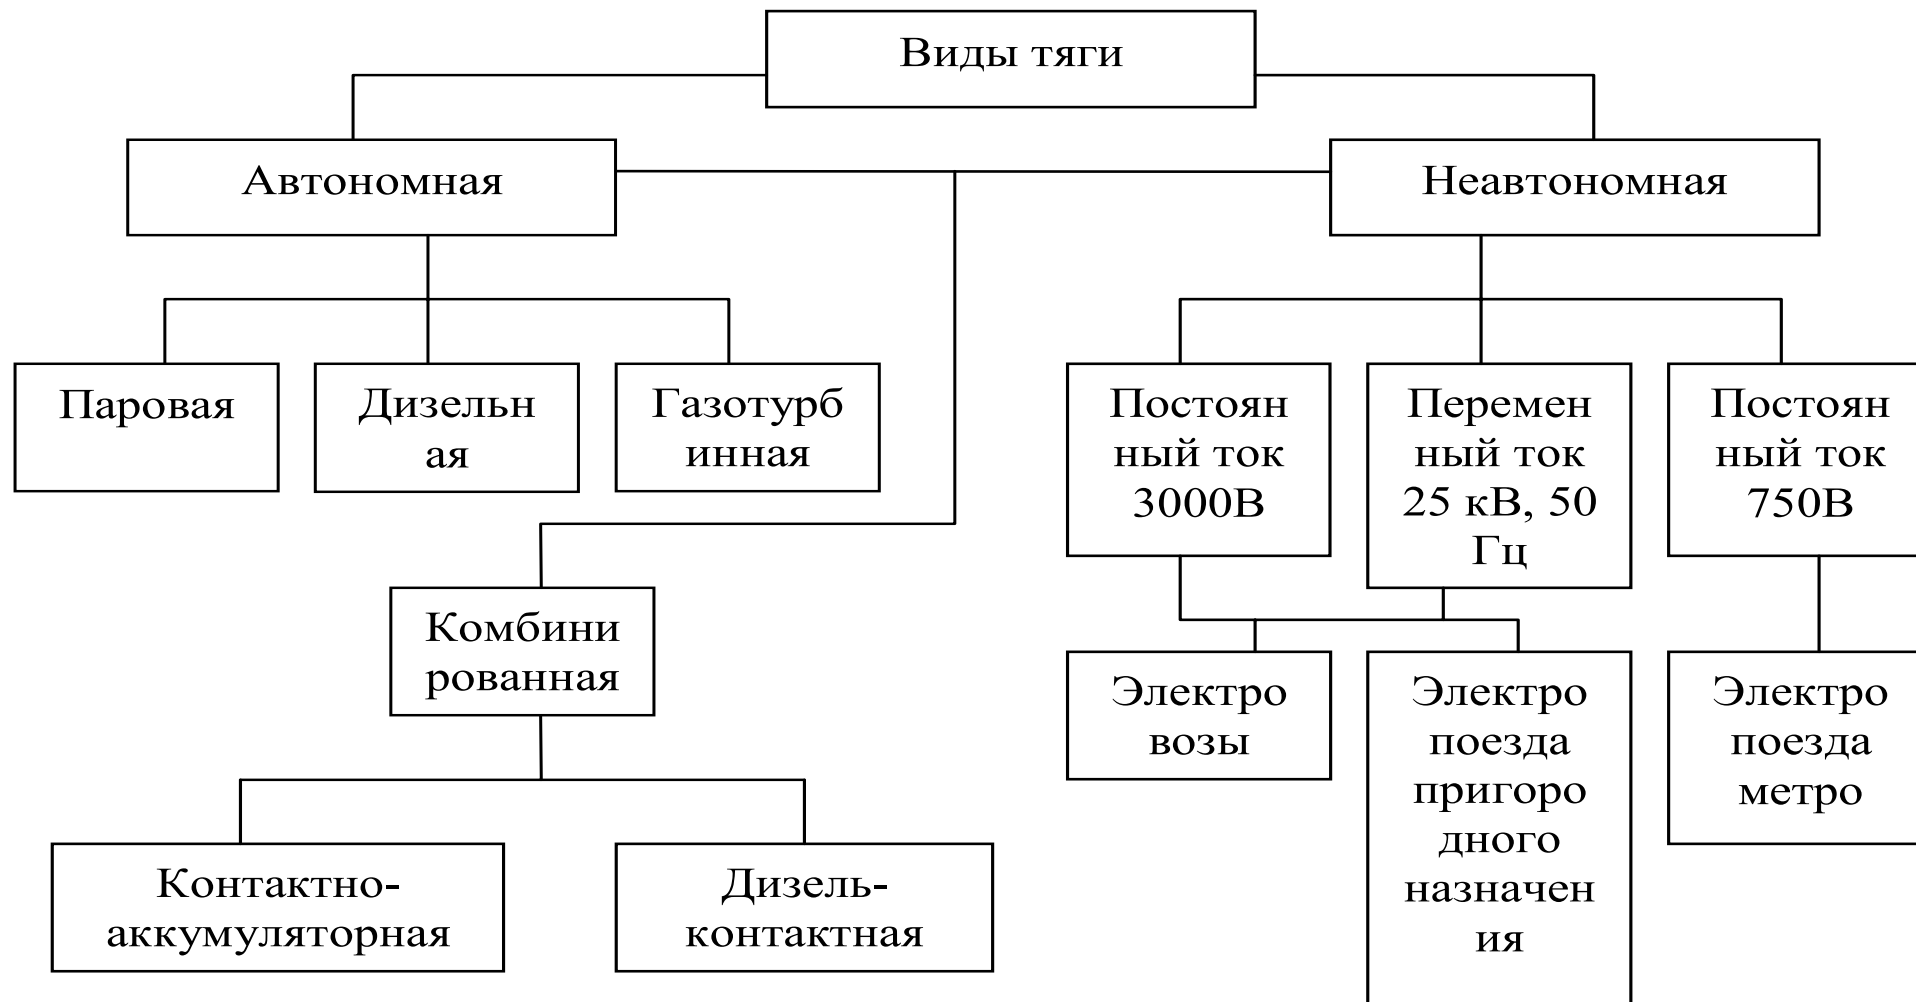 Виды тяги
Автономная
Неавтономная
Паровая
Дизельн
ая
Газотурб
инная
Постоян
ный ток
3000В
Перемен
ный ток
25 кВ, 50
Гц
Постоян
ный ток
750В
Комбини
рованная
Электро
возы
Электро
поезда
пригоро
дного
назначен
ия
Электро
поезда
метро
Контактно-
аккумуляторная
Дизель-
контактная